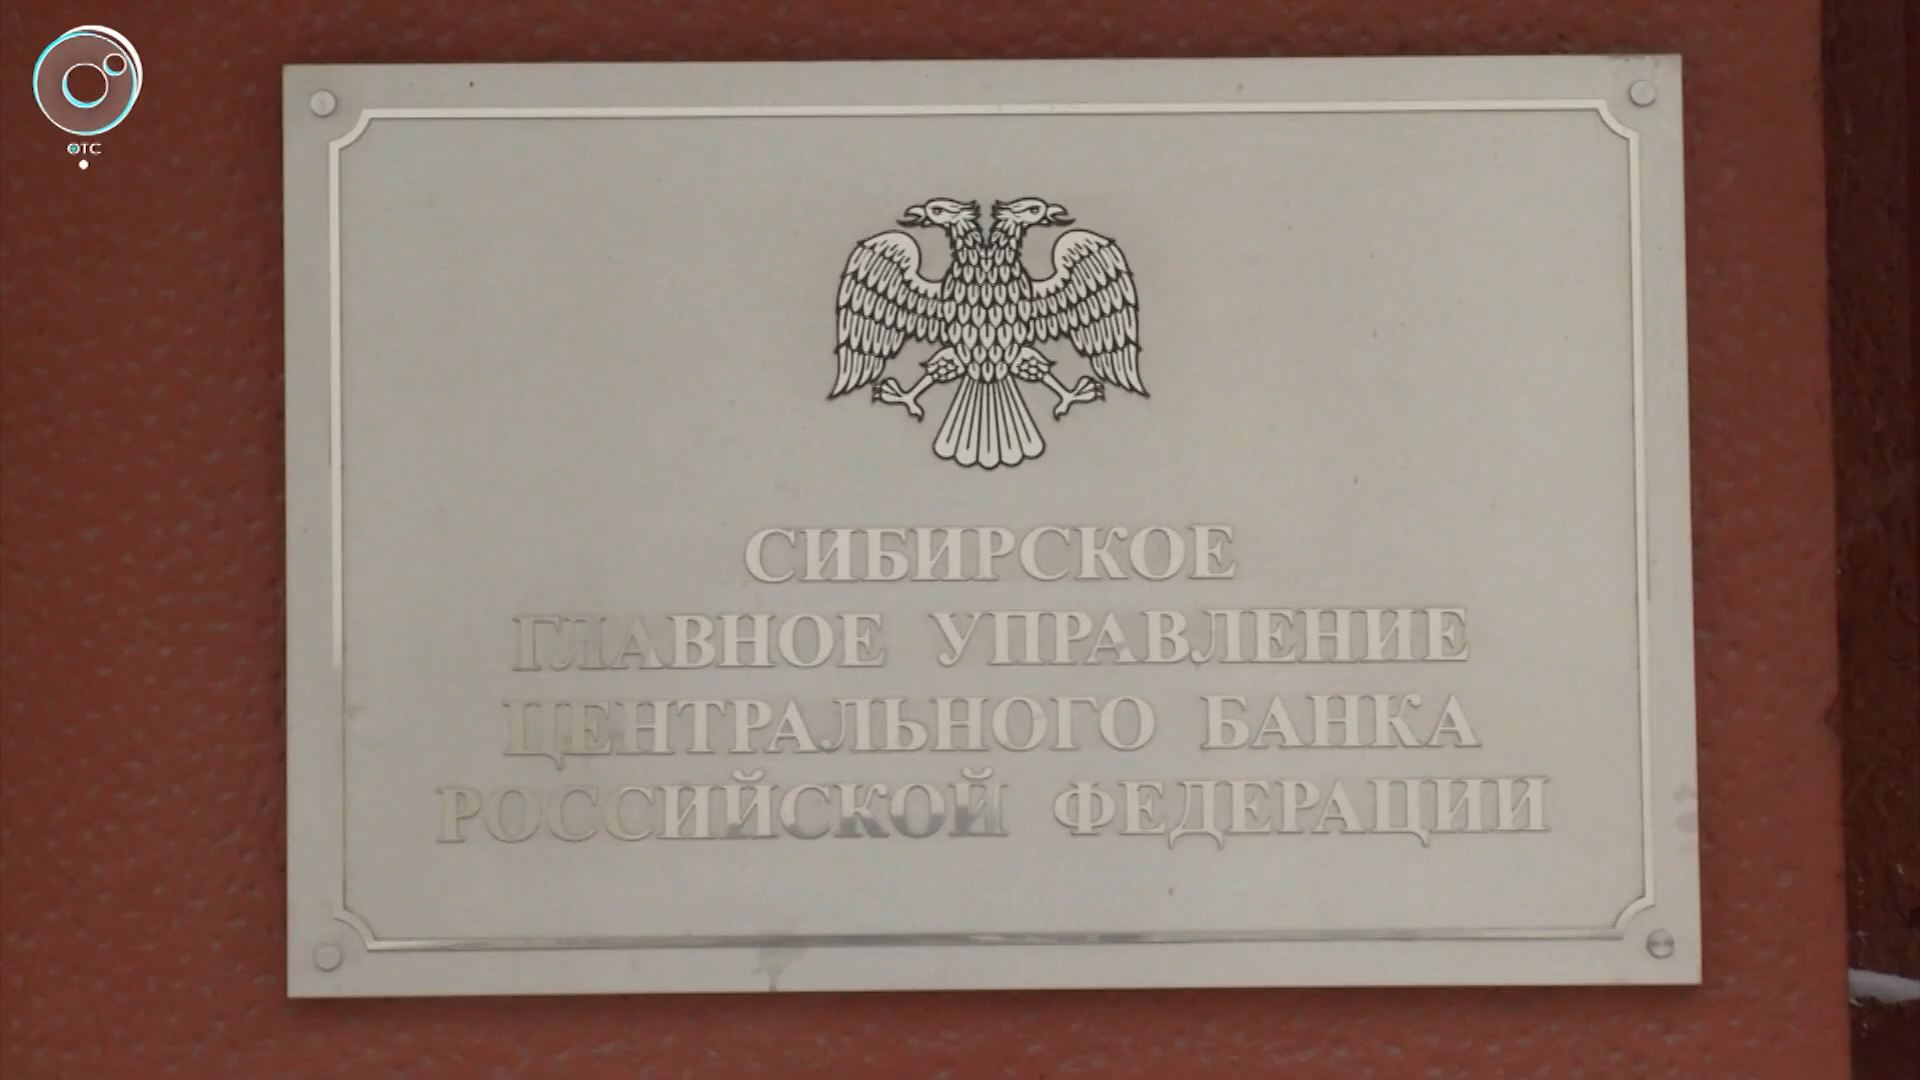 ОТС
СИБИРСКОЕ
ГЛАВНОЕ УПРАВЛЕНИЕ
ЦЕНТРАЛЬНОГО БАНКА
РОССИЙСКОЙ ФЕДЕРАЦИИ